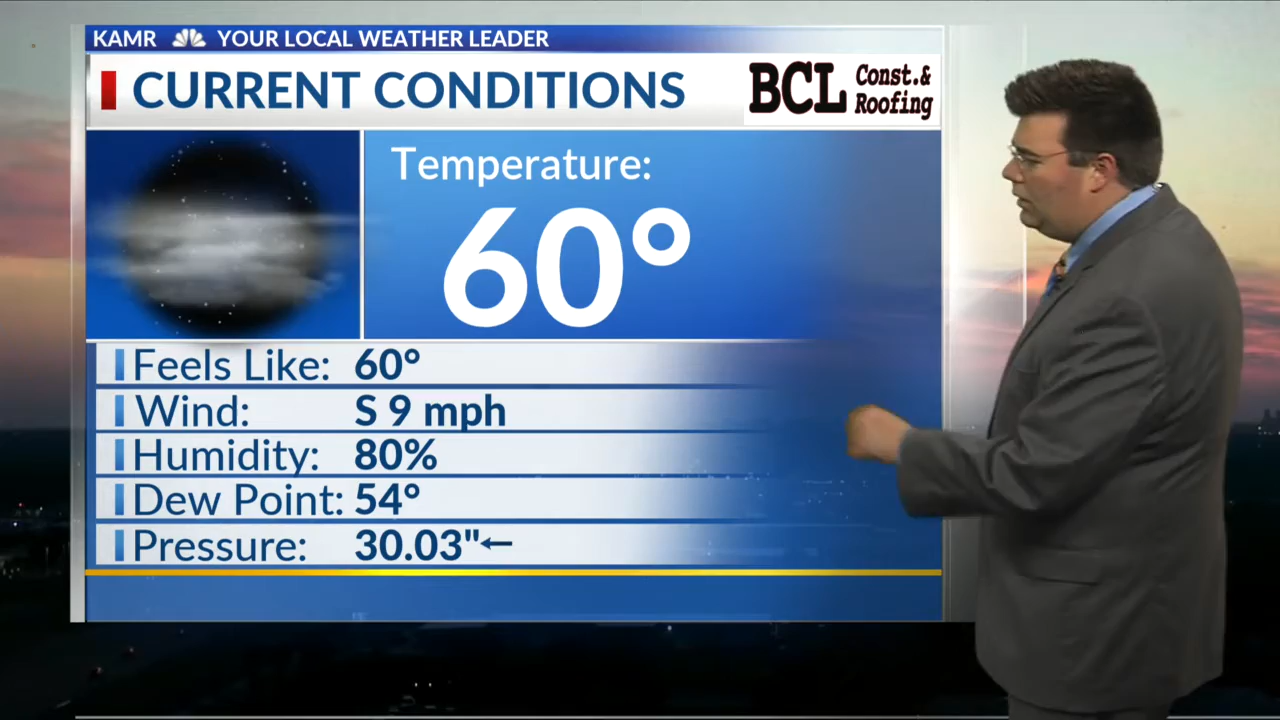 KAMR YOUR LOCAL WEATHER LEADER
CURRENT CONDITIONS
BCL Const.& Roofing
Temperature:
60°
Feels Like: 60°
Wind: S 9 mph
Humidity: 80%
Dew Point: 54°
Pressure: 30.03"←